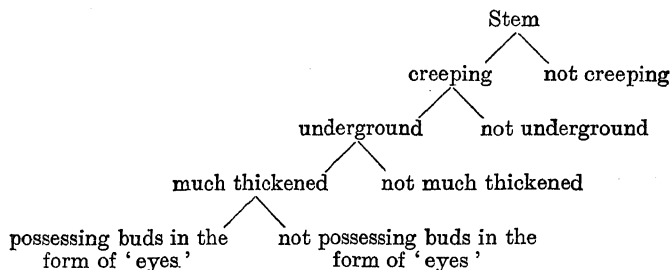 Stem
creeping not creeping
underground not underground
much thickened not much thickened
possessing buds in the not possessing buds in the
form of ‘eyes.’ form of ‘eyes’